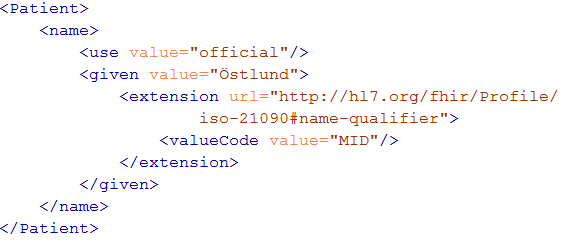 <Patient>
<name>
<use value="official"/>
<given value="Östlund">
<extension url="http://hl7.org/fhir/Profile/
iso-21090#name-qualifier">
<valueCode value="MID"/>
</extension>
</given>
</name>
</Patient>